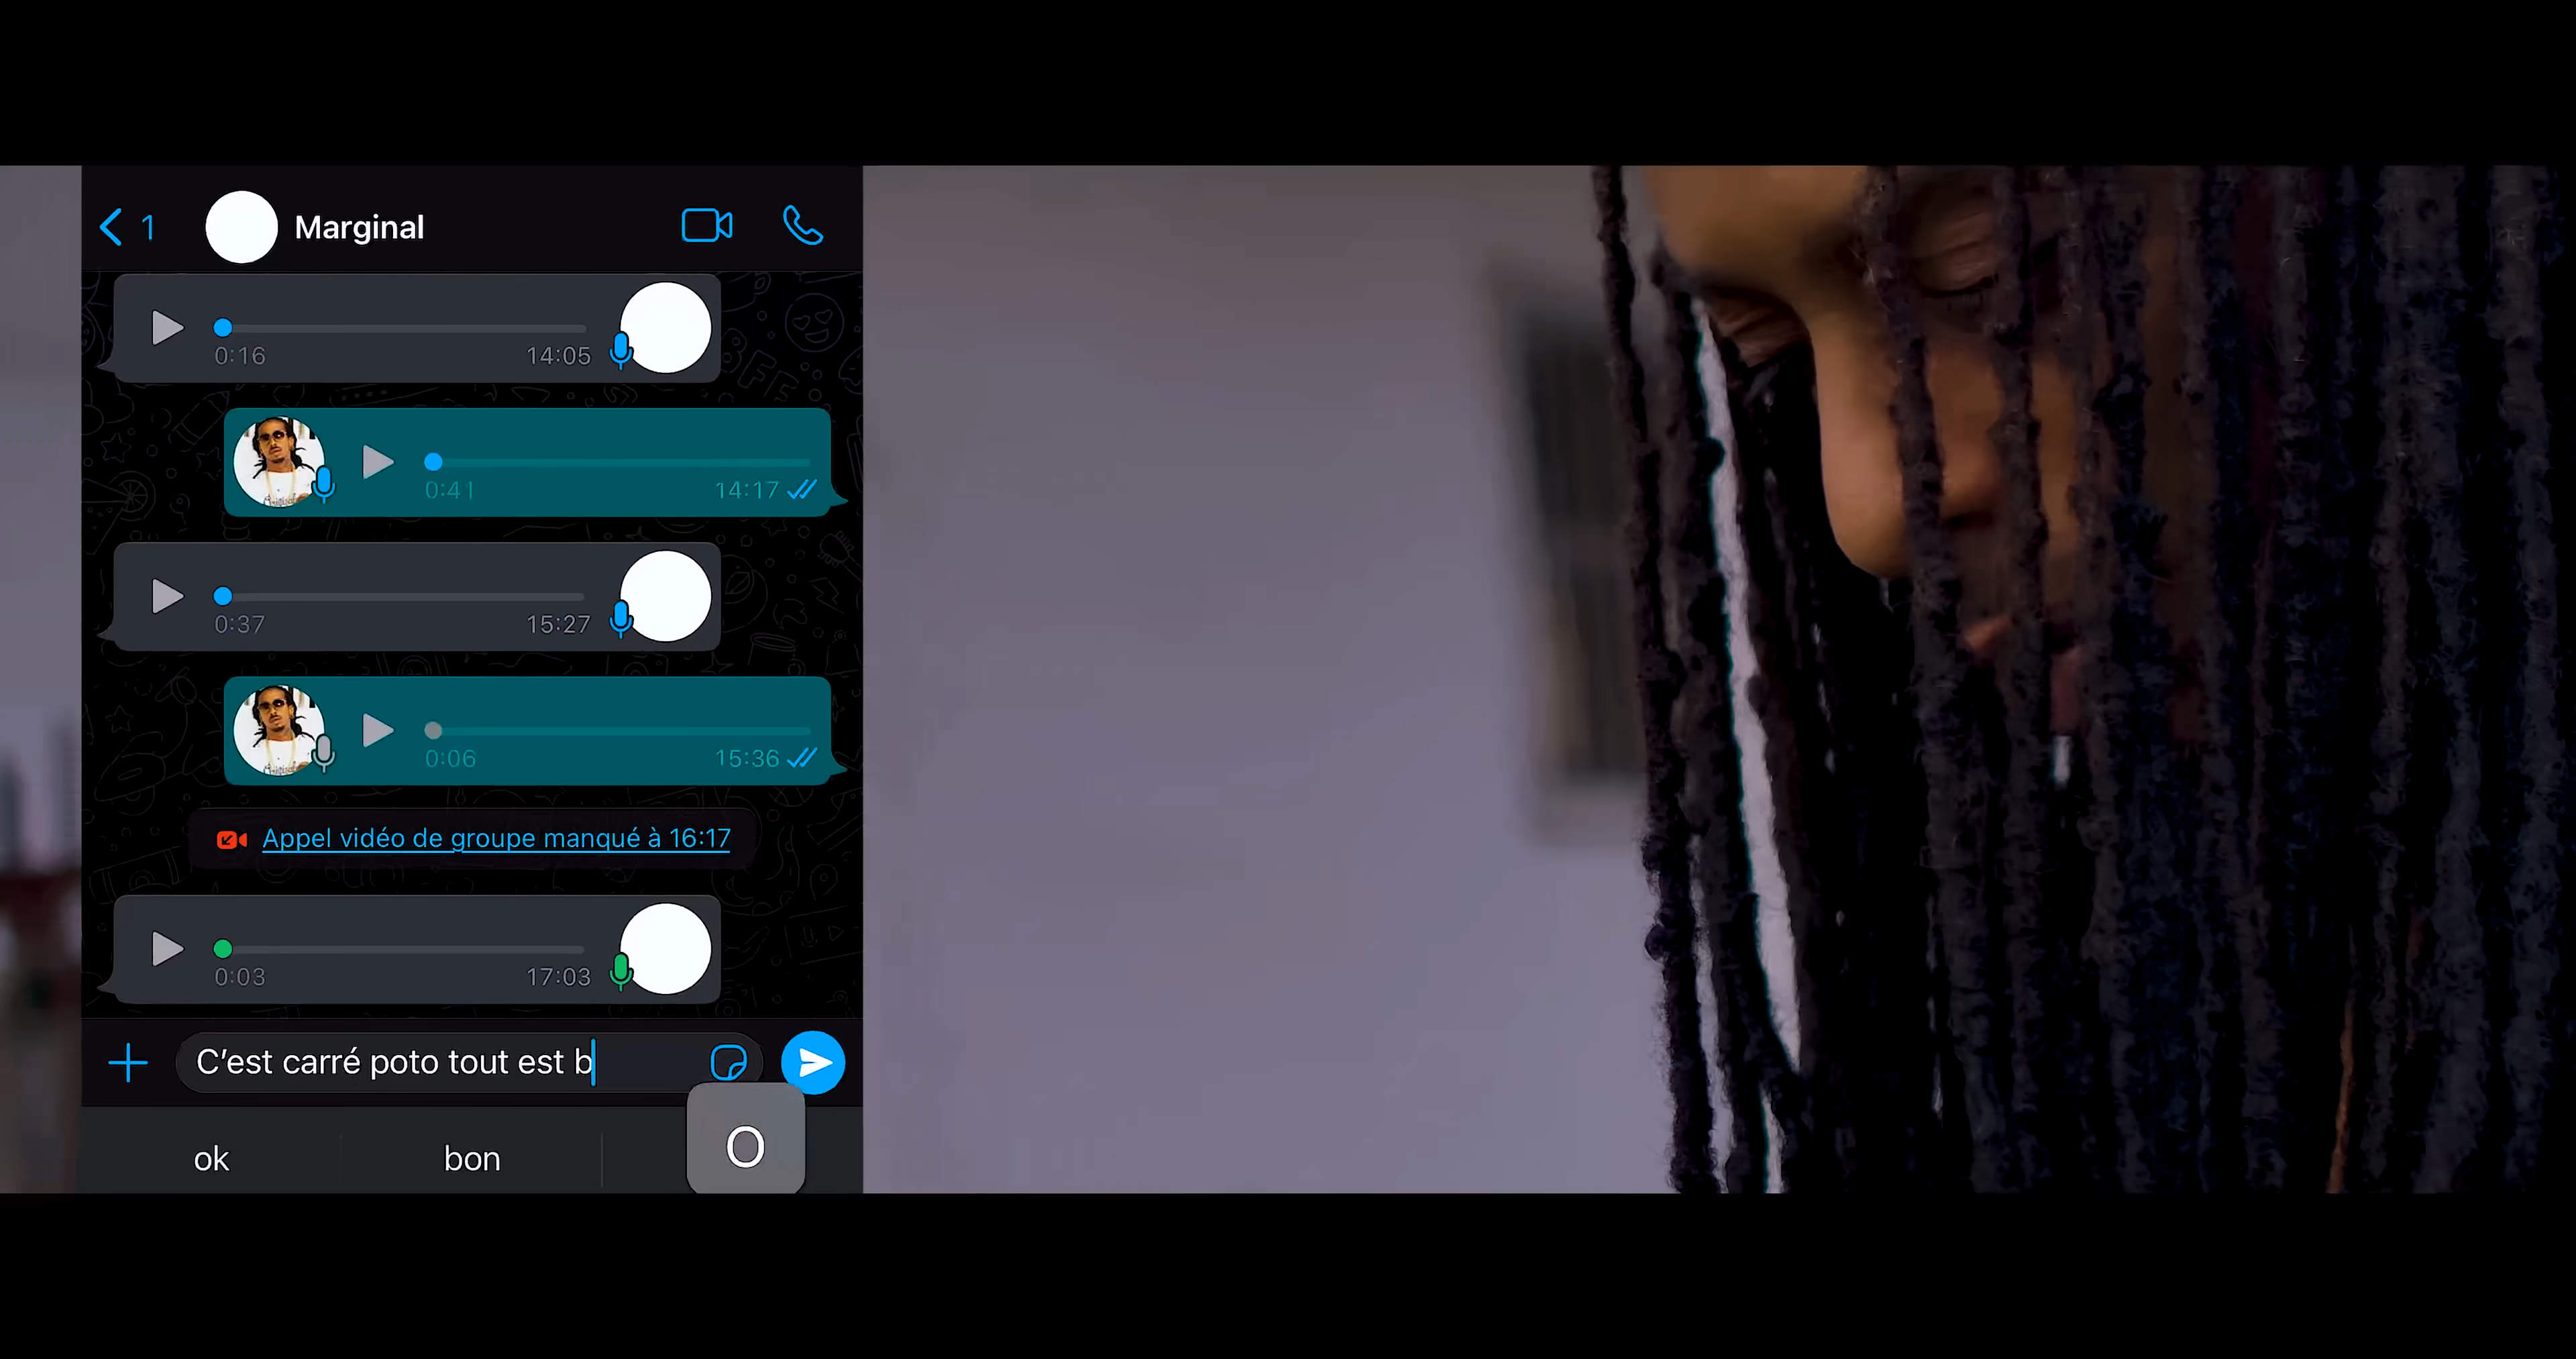 1 Marginal
0:16 14:05
0:41 14:17
0:37 15:27
0:06 15:36
Appel vidéo de groupe manqué à 16:17
0:03 17:03
C'est carré poto tout est b
ok bon O